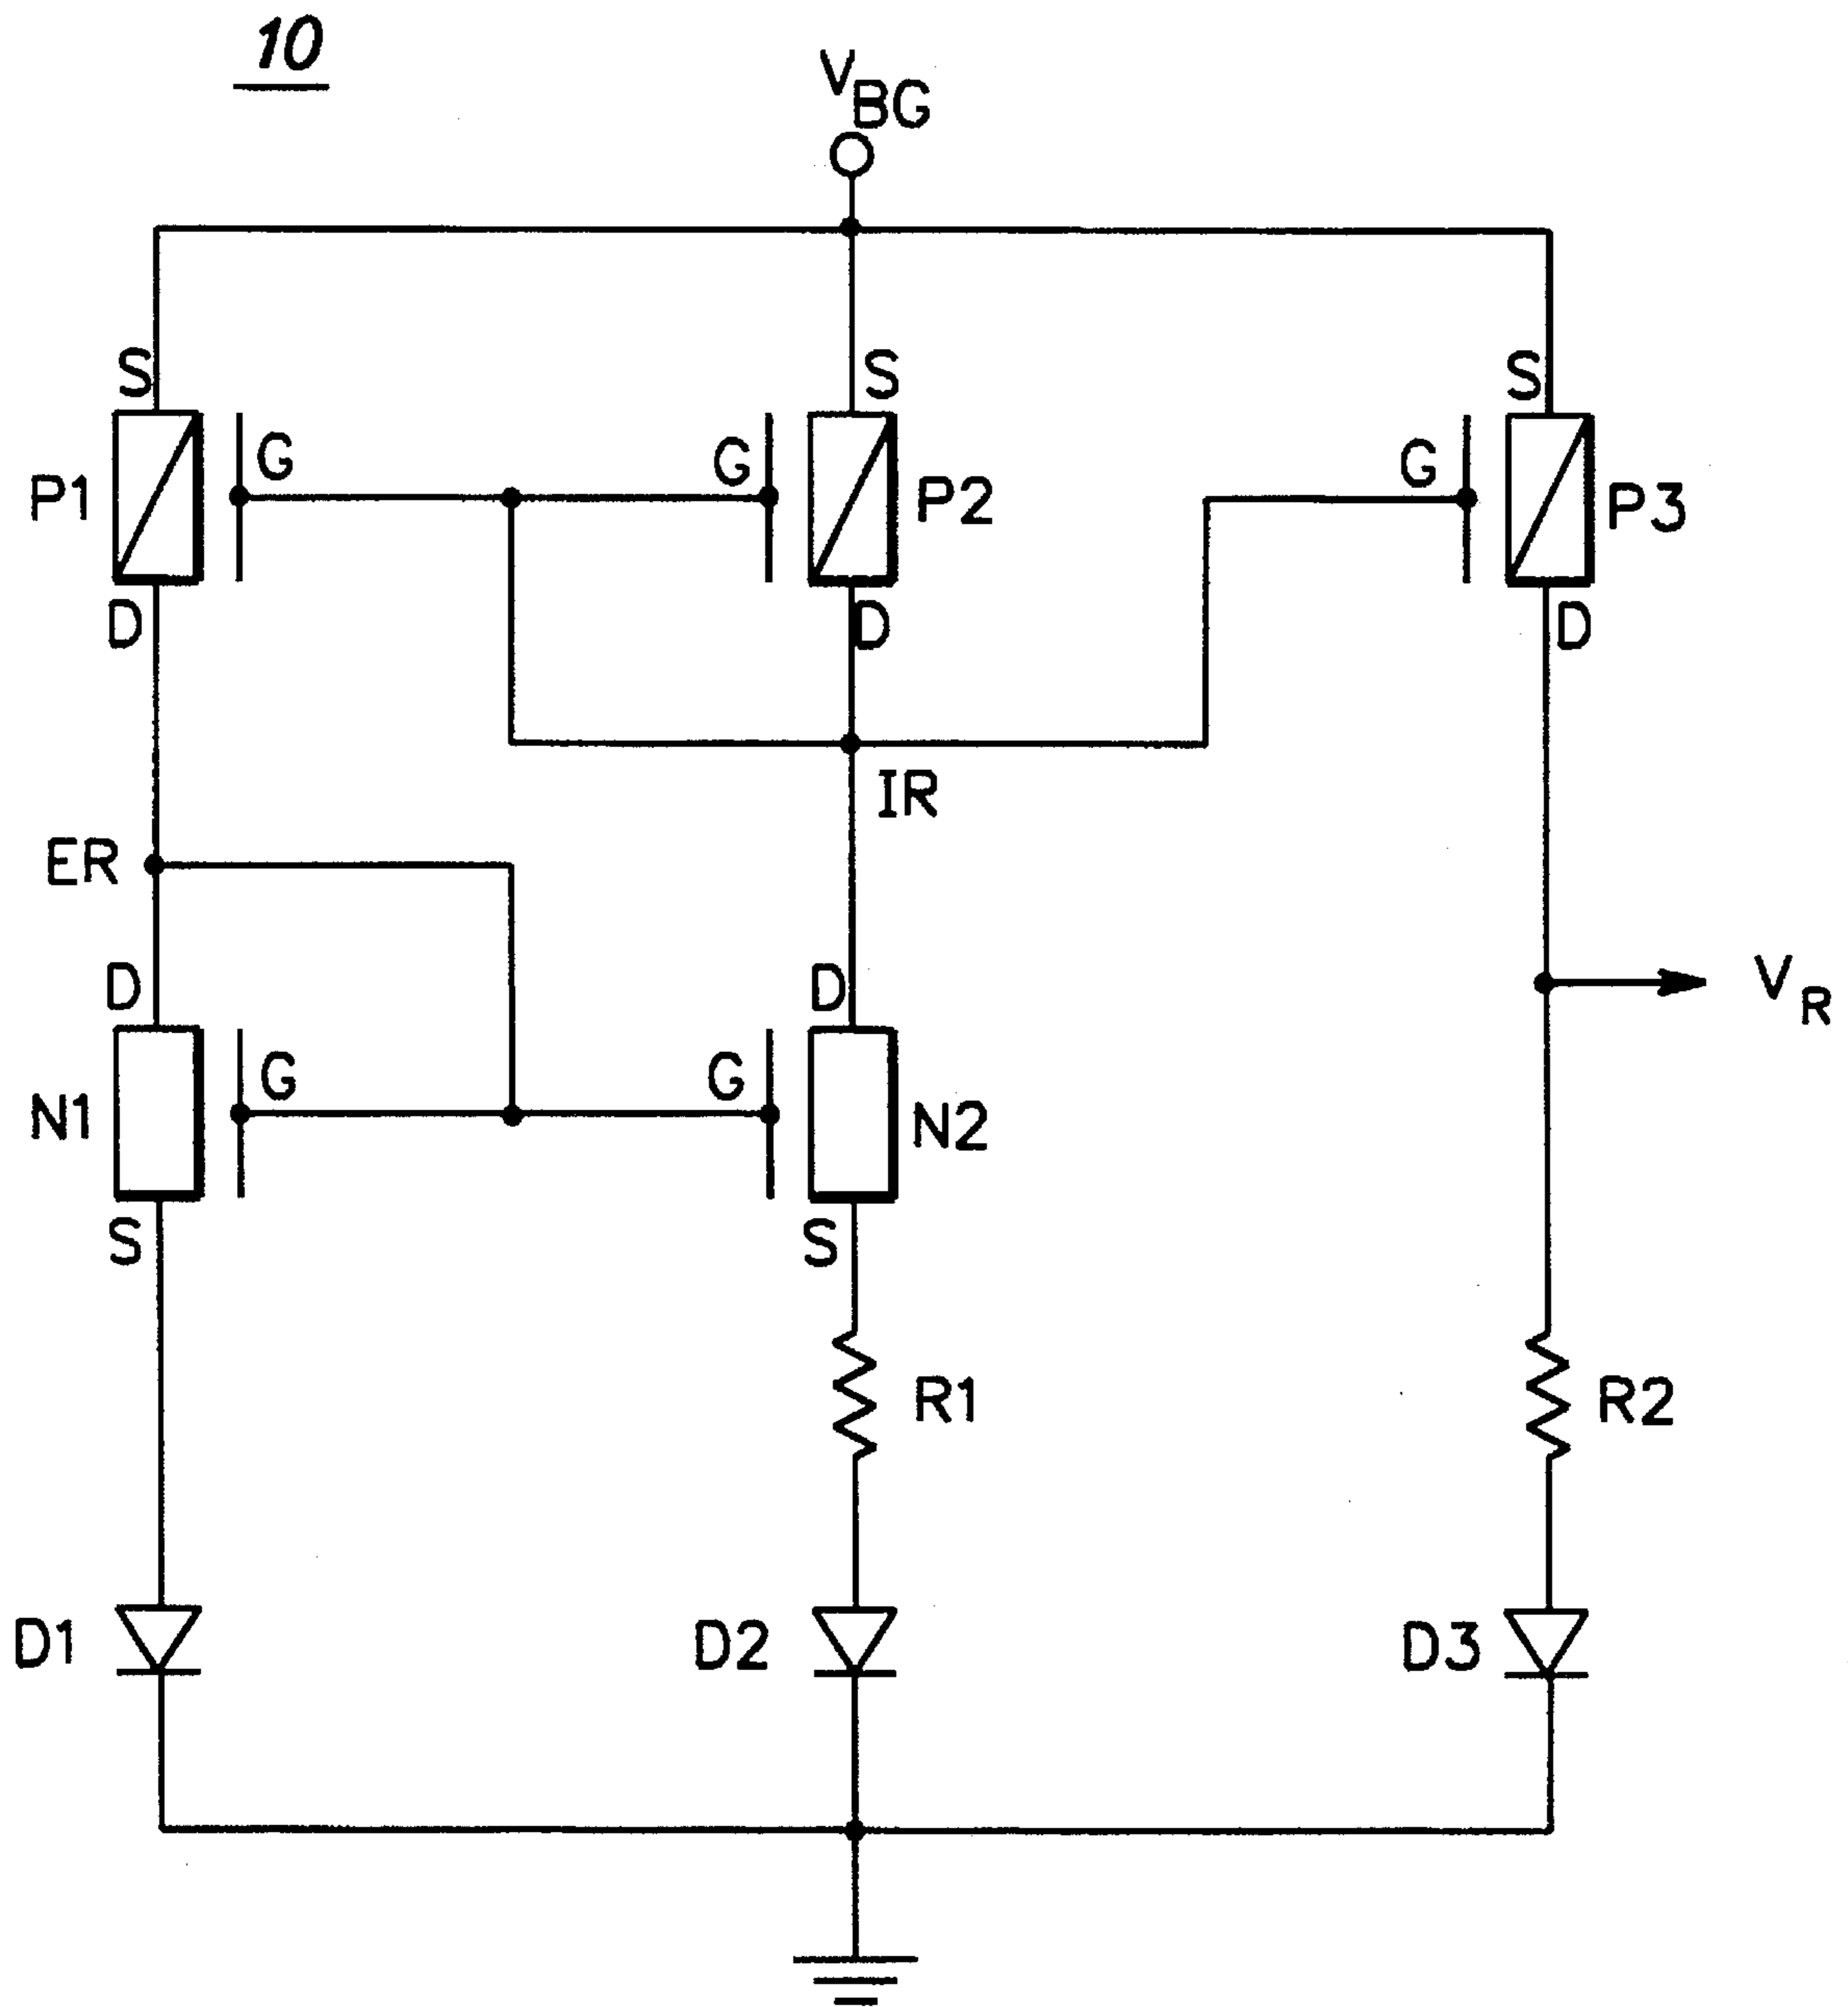 10
VBG
S S S
P1 G G P2 G P3
D D D
IR
ER
D D
VR
N1 G G N2
S S
R1 R2
D1 D2 D3